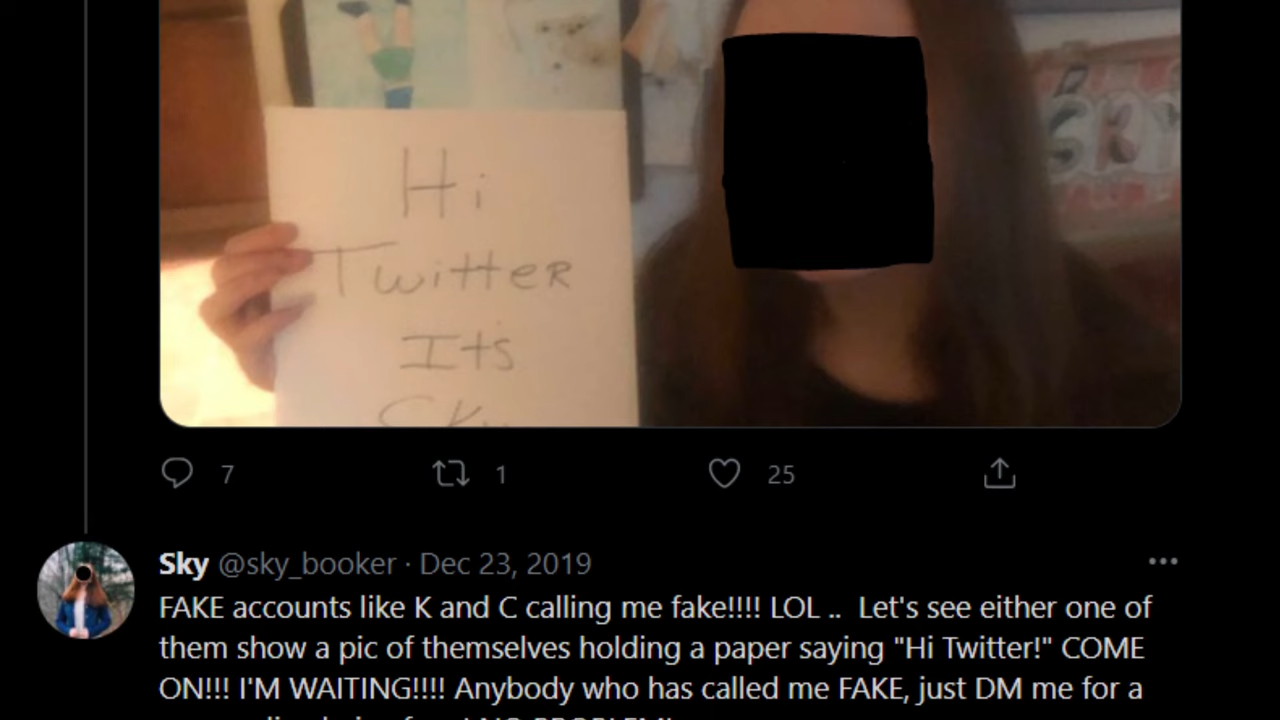 SKY
Hi
Twitter
Its
Sky
7 1 25
Sky @sky_booker · Dec 23, 2019
FAKE accounts like K and C calling me fake!!!! LOL .. Let's see either one of
them show a pic of themselves holding a paper saying "Hi Twitter!" COME
ON!!! I'M WAITING!!!! Anybody who has called me FAKE, just DM me for a